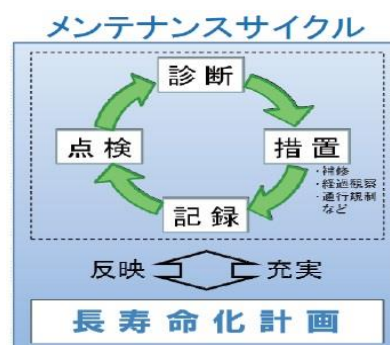 メンテナンスサイクル
診断
点検
措置
・補修
・経過観察
・通行規制
など
記録
反映
充実
長寿命化計画